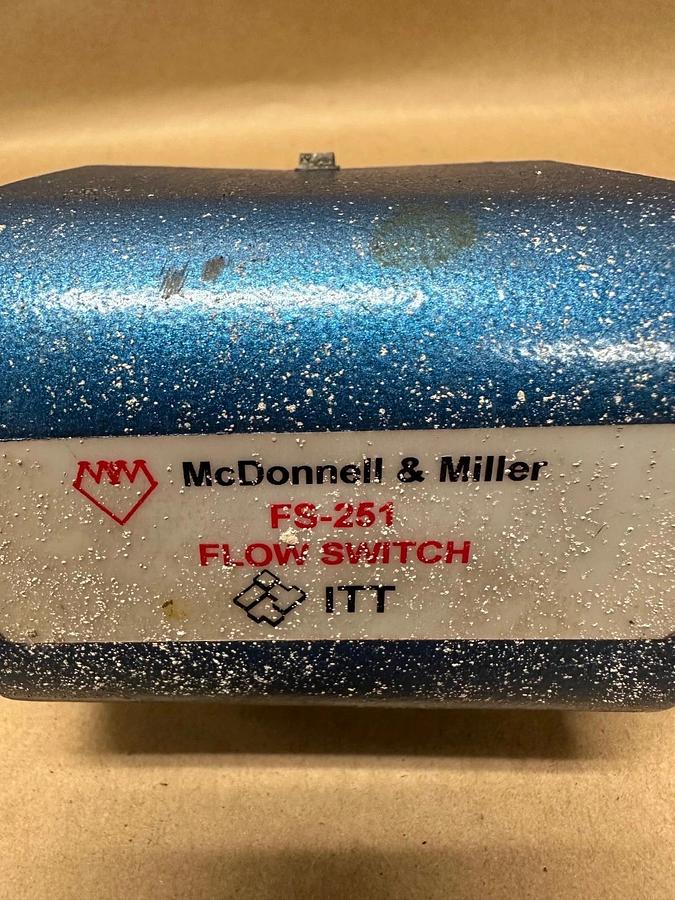 McDonnell & Miller
FS-251
FLOW SWITCH
ITT